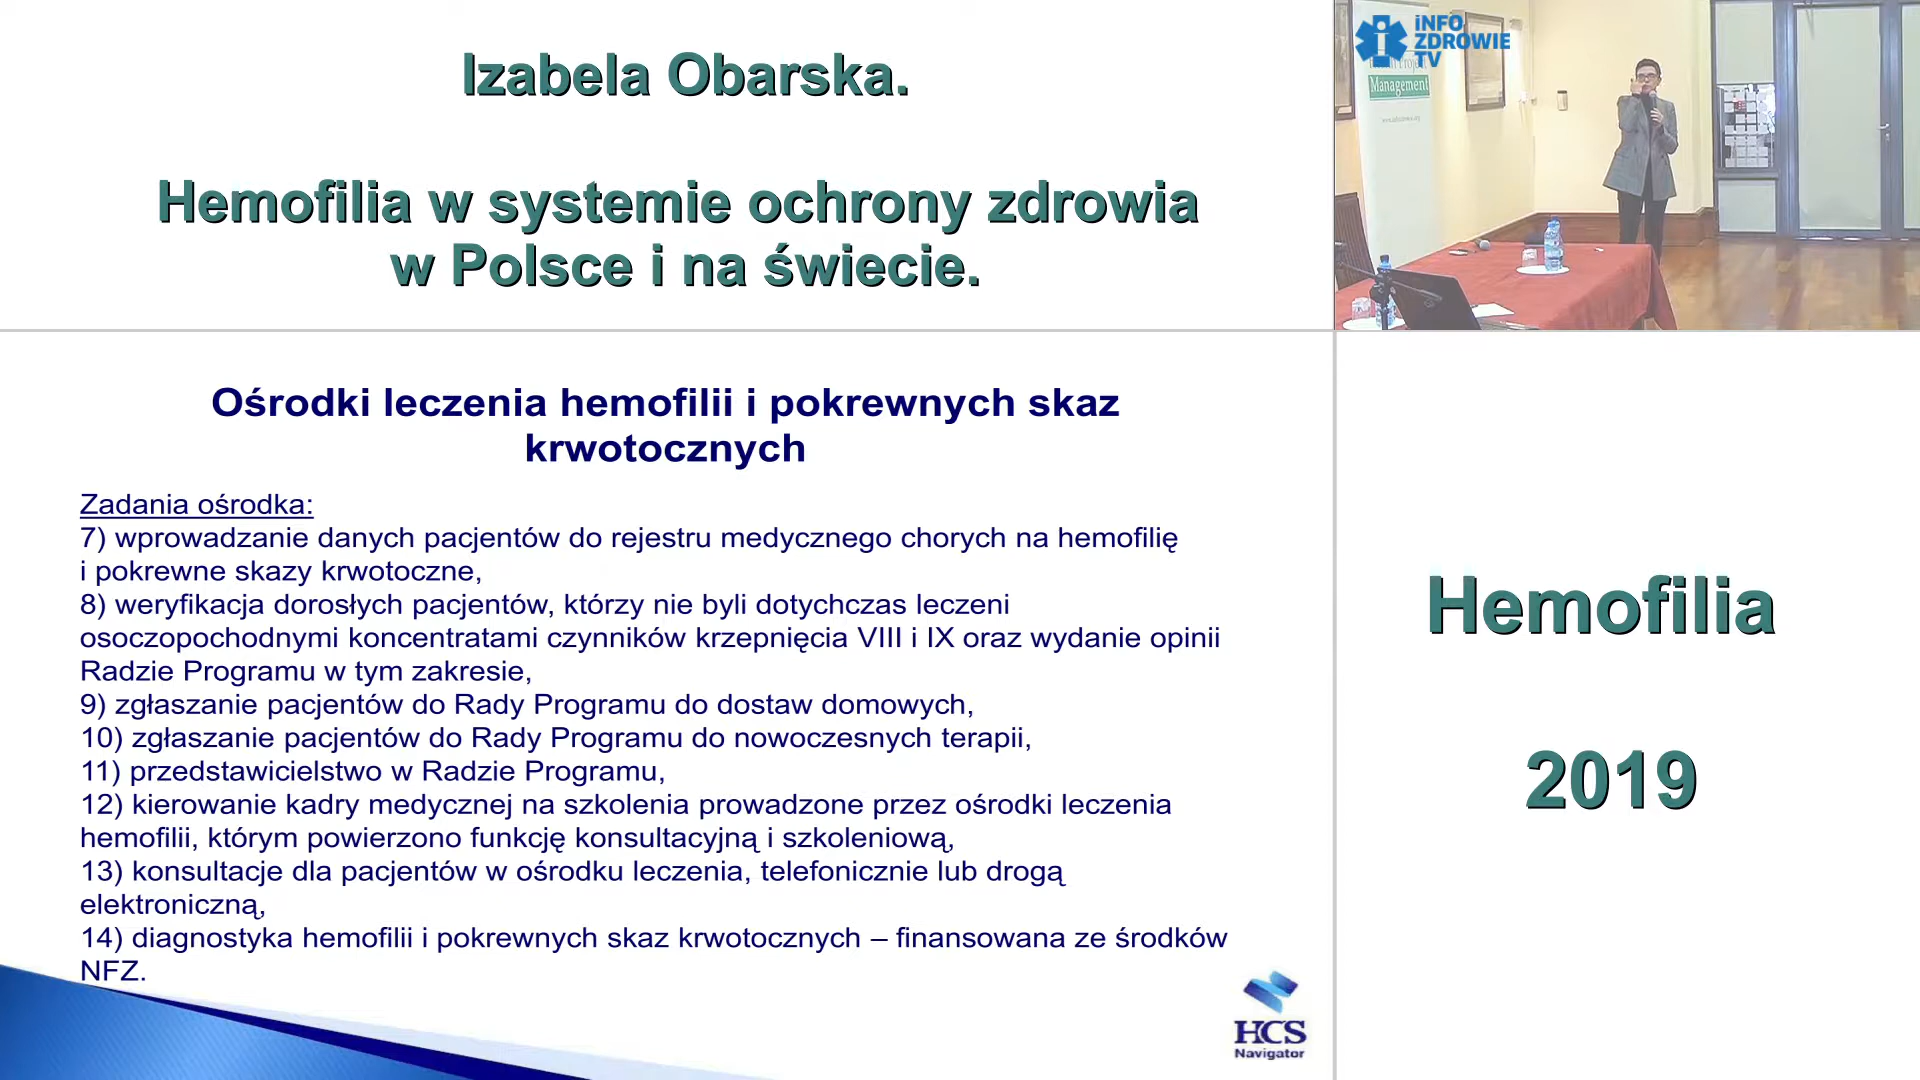 Izabela Obarska.
Hemofilia w systemie ochrony zdrowia
w Polsce i na świecie.
iNFO
ZDROWIE
TV
Management
Ośrodki leczenia hemofilii i pokrewnych skaz
krwotocznych
Zadania ośrodka:
7) wprowadzanie danych pacjentów do rejestru medycznego chorych na hemofilię
i pokrewne skazy krwotoczne,
8) weryfikacja dorosłych pacjentów, którzy nie byli dotychczas leczeni
osoczopochodnymi koncentratami czynników krzepnięcia VIII i IX oraz wydanie opinii
Radzie Programu w tym zakresie,
9) zgłaszanie pacjentów do Rady Programu do dostaw domowych,
10) zgłaszanie pacjentów do Rady Programu do nowoczesnych terapii,
11) przedstawicielstwo w Radzie Programu,
12) kierowanie kadry medycznej na szkolenia prowadzone przez ośrodki leczenia
hemofilii, którym powierzono funkcję konsultacyjną i szkoleniową,
13) konsultacje dla pacjentów w ośrodku leczenia, telefonicznie lub drogą
elektroniczną,
14) diagnostyka hemofilii i pokrewnych skaz krwotocznych – finansowana ze środków
NFZ.
HCS
Navigator
Hemofilia
2019